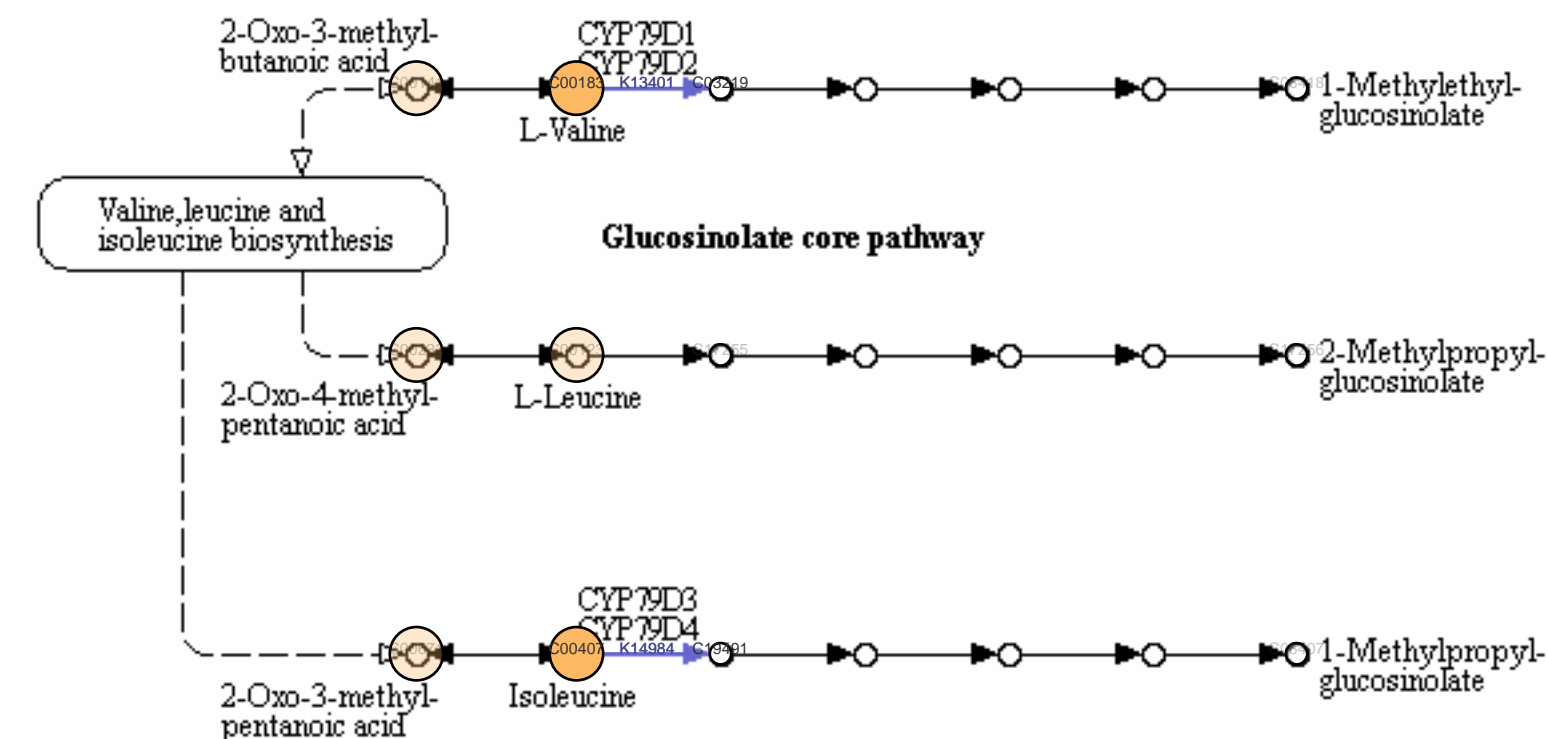 2-Oxo-3-methyl-
butanoic acid
CYP79D1
CYP79D2
C00183
K13401
C03219
L-Valine
1-Methylethyl-
glucosinolate
Valine,leucine and
isoleucine biosynthesis
Glucosinolate core pathway
2-Oxo-4-methyl-
pentanoic acid
L-Leucine
C17255
2-Methylpropyl-
glucosinolate
CYP79D3
CYP79D4
C00407
K14984
C19491
2-Oxo-3-methyl-
pentanoic acid
Isoleucine
1-Methylpropyl-
glucosinolate